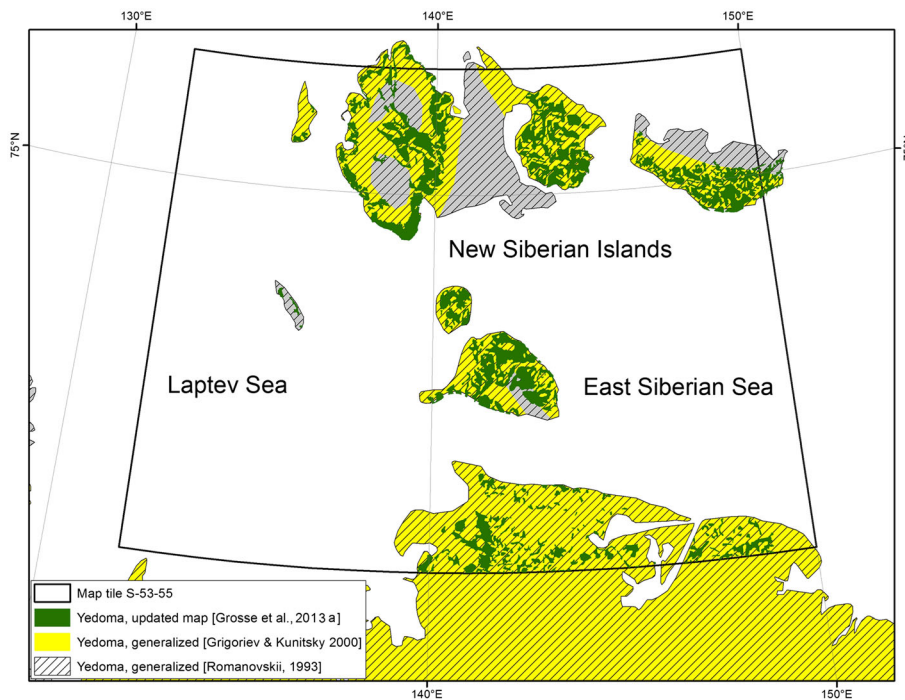 130°E
140°E
150°E
75°N
New Siberian Islands
Laptev Sea
East Siberian Sea
Map tile S-53-55
Yedoma, updated map [Grosse et al., 2013 a]
Yedoma, generalized [Grigoriev & Kunitsky 2000]
Yedoma, generalized [Romanovskii, 1993]
140°E
150°E